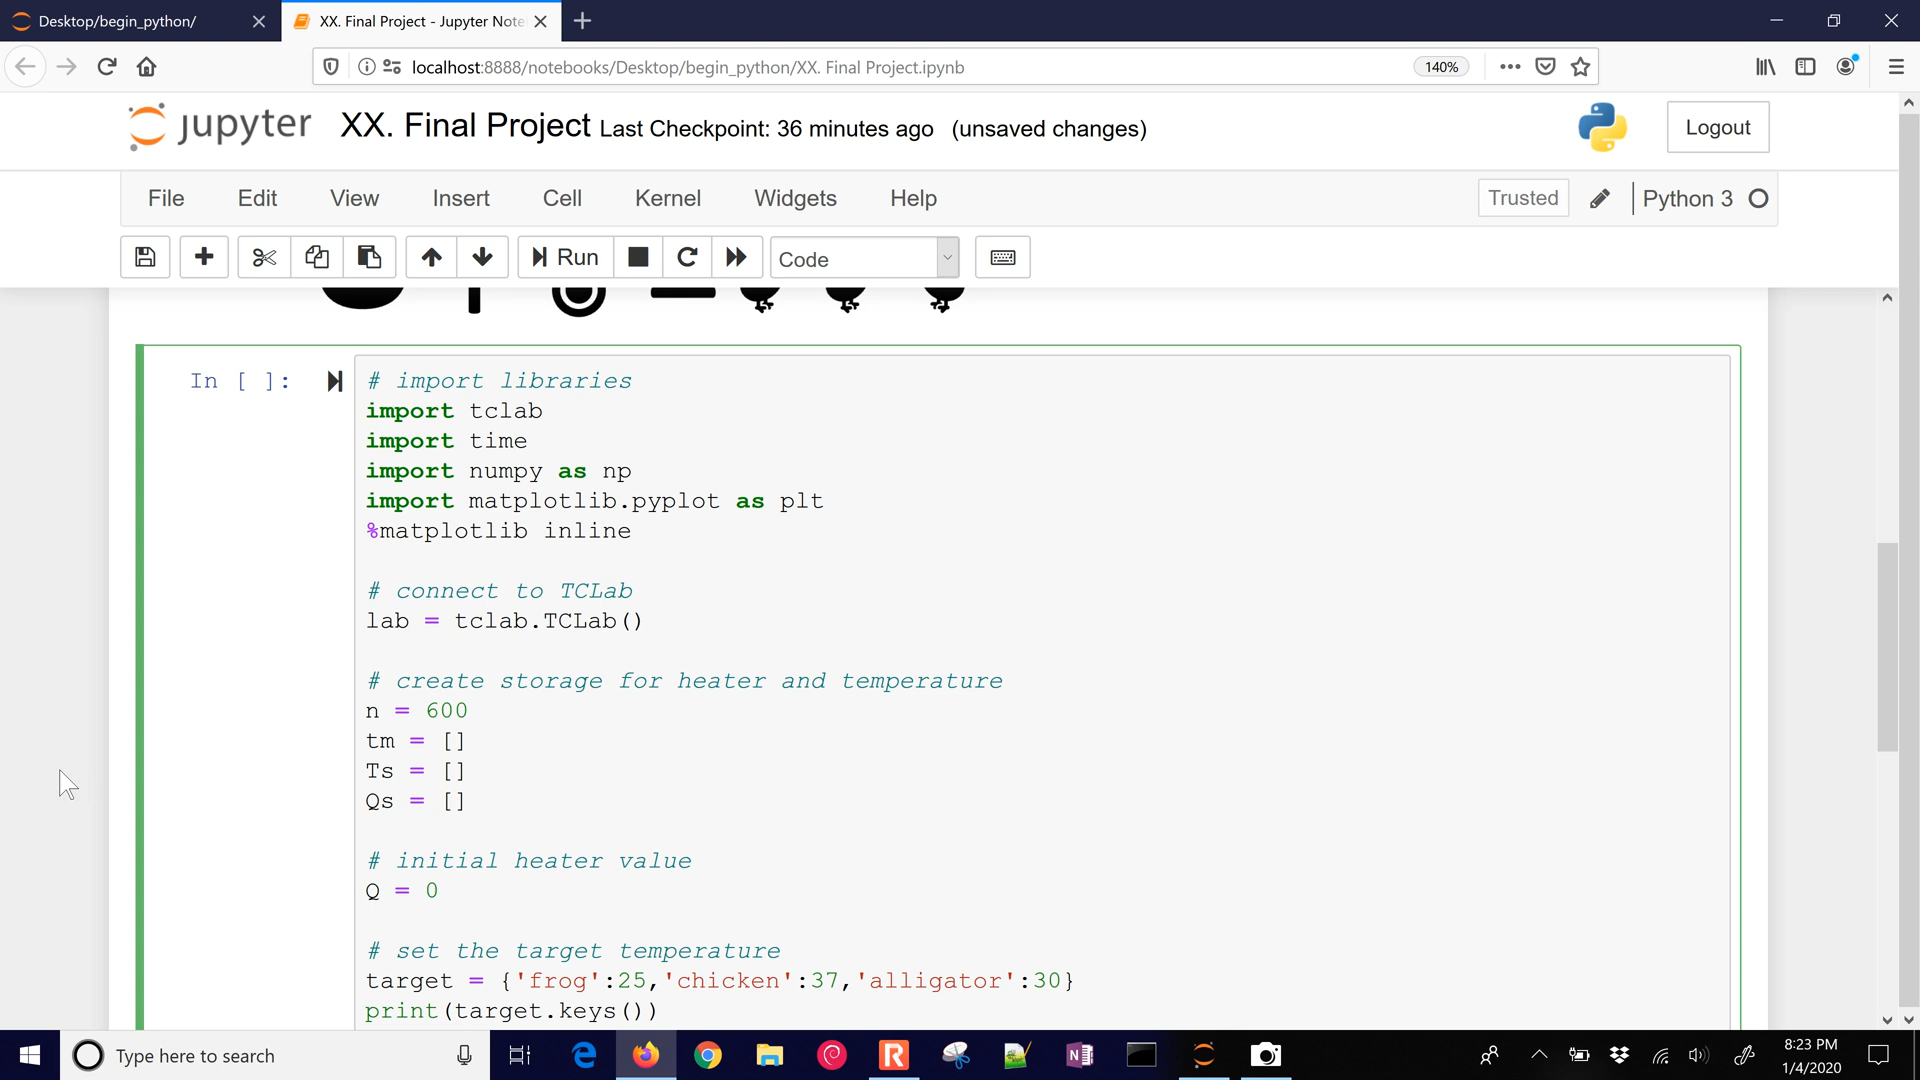 Desktop/begin_python/
XX. Final Project - Jupyter Note
localhost:8888/notebooks/Desktop/begin_python/XX. Final Project.ipynb
140%
jupyter XX. Final Project Last Checkpoint: 36 minutes ago (unsaved changes)
Logout
File Edit View Insert Cell Kernel Widgets Help
Trusted
Python 3
Run
Code
In [ ]:
# import libraries
import tclab
import time
import numpy as np
import matplotlib.pyplot as plt
%matplotlib inline
# connect to TCLab
lab = tclab.TCLab()
# create storage for heater and temperature
n = 600
tm = []
Ts = []
Qs = []
# initial heater value
Q = 0
# set the target temperature
target = {'frog':25,'chicken':37,'alligator':30}
print(target.keys())
Type here to search
8:23 PM
1/4/2020